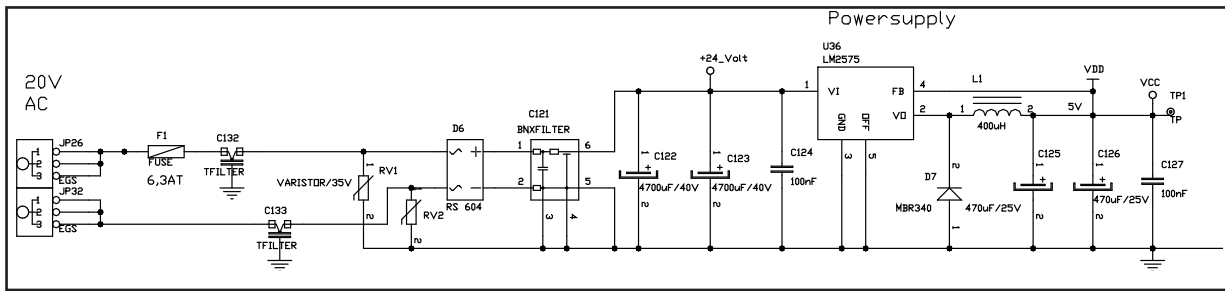 Powersupply
20V
AC
JP26
1
2
3
EGS
JP32
1
2
3
EGS
F1
FUSE
6,3AT
C132
TFILTER
C133
TFILTER
VARISTOR/35V
1
RV1
2
RV2
2
D6
RS 604
C121
BNXFILTER
1
6
2
5
3
4
+24_Volt
1
C122
4700uF/40V
2
1
C123
4700uF/40V
2
C124
100nF
U36
LM2575
1
VI
FB
4
VO
2
GND
OFF
3
5
L1
1
2
400uH
2
D7
MBR340
1
5V
VDD
VCC
TP1
TP
1
C125
470uF/25V
2
1
C126
470uF/25V
2
C127
100nF